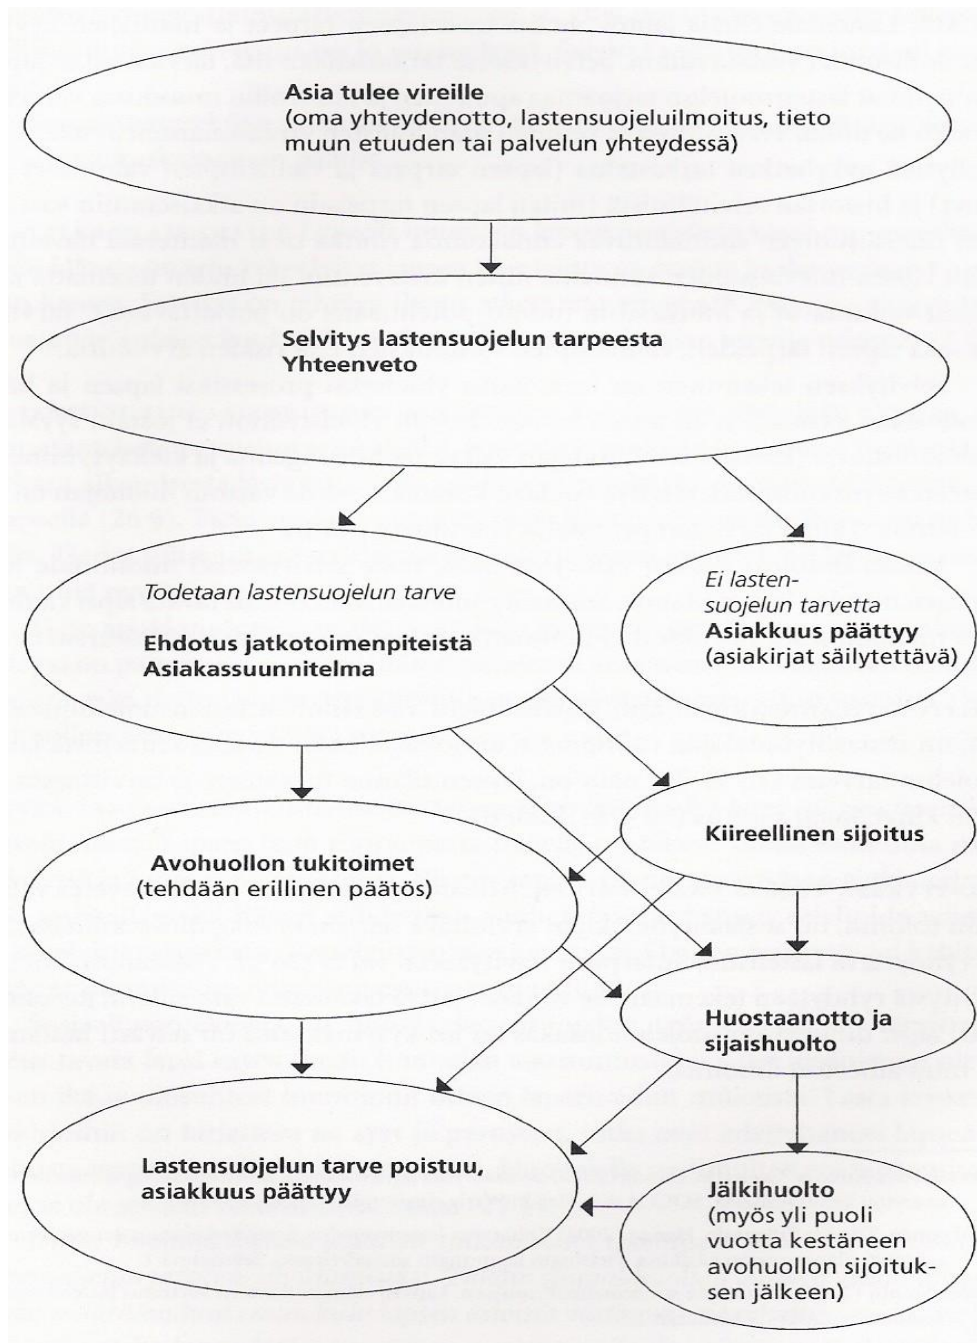 Asia tulee vireille
(oma yhteydenotto, lastensuojeluilmoitus, tieto
muun etuuden tai palvelun yhteydessä)
Selvitys lastensuojelun tarpeesta
Yhteenveto
Todetaan lastensuojelun tarve
Ehdotus jatkotoimenpiteistä
Asiakassuunnitelma
Ei lasten-
suojelun tarvetta
Asiakkuus päättyy
(asiakirjat säilytettävä)
Kiireellinen sijoitus
Avohuollon tukitoimet
(tehdään erillinen päätös)
Huostaanotto ja
sijaishuolto
Lastensuojelun tarve poistuu,
asiakkuus päättyy
Jälkihuolto
(myös yli puoli
vuotta kestäneen
avohuollon sijoituk-
sen jälkeen)